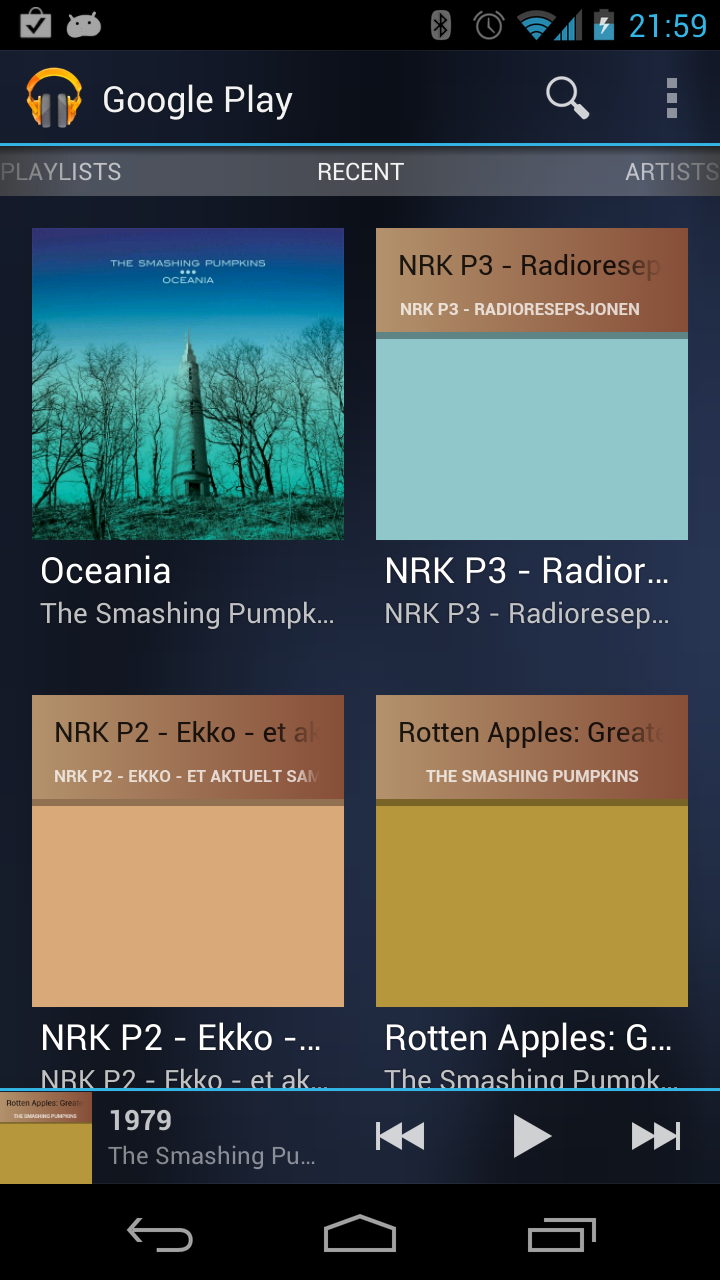 21:59
Google Play
PLAYLISTS RECENT ARTISTS
THE SMASHING PUMPKINS
OCEANIA
NRK P3 - Radioresep
NRK P3 - RADIORESEPSJONEN
Oceania
The Smashing Pumpk...
NRK P3 - Radior...
NRK P3 - Radioresep...
NRK P2 - Ekko - et ak
NRK P2 - EKKO - ET AKTUELT SAM
Rotten Apples: Greate
THE SMASHING PUMPKINS
NRK P2 - Ekko -...
NRK P2 - Ekko - et ak...
Rotten Apples: G...
The Smashing Pumpk...
Rotten Apples: Greate
THE SMASHING PUMPKINS
1979
The Smashing Pu...